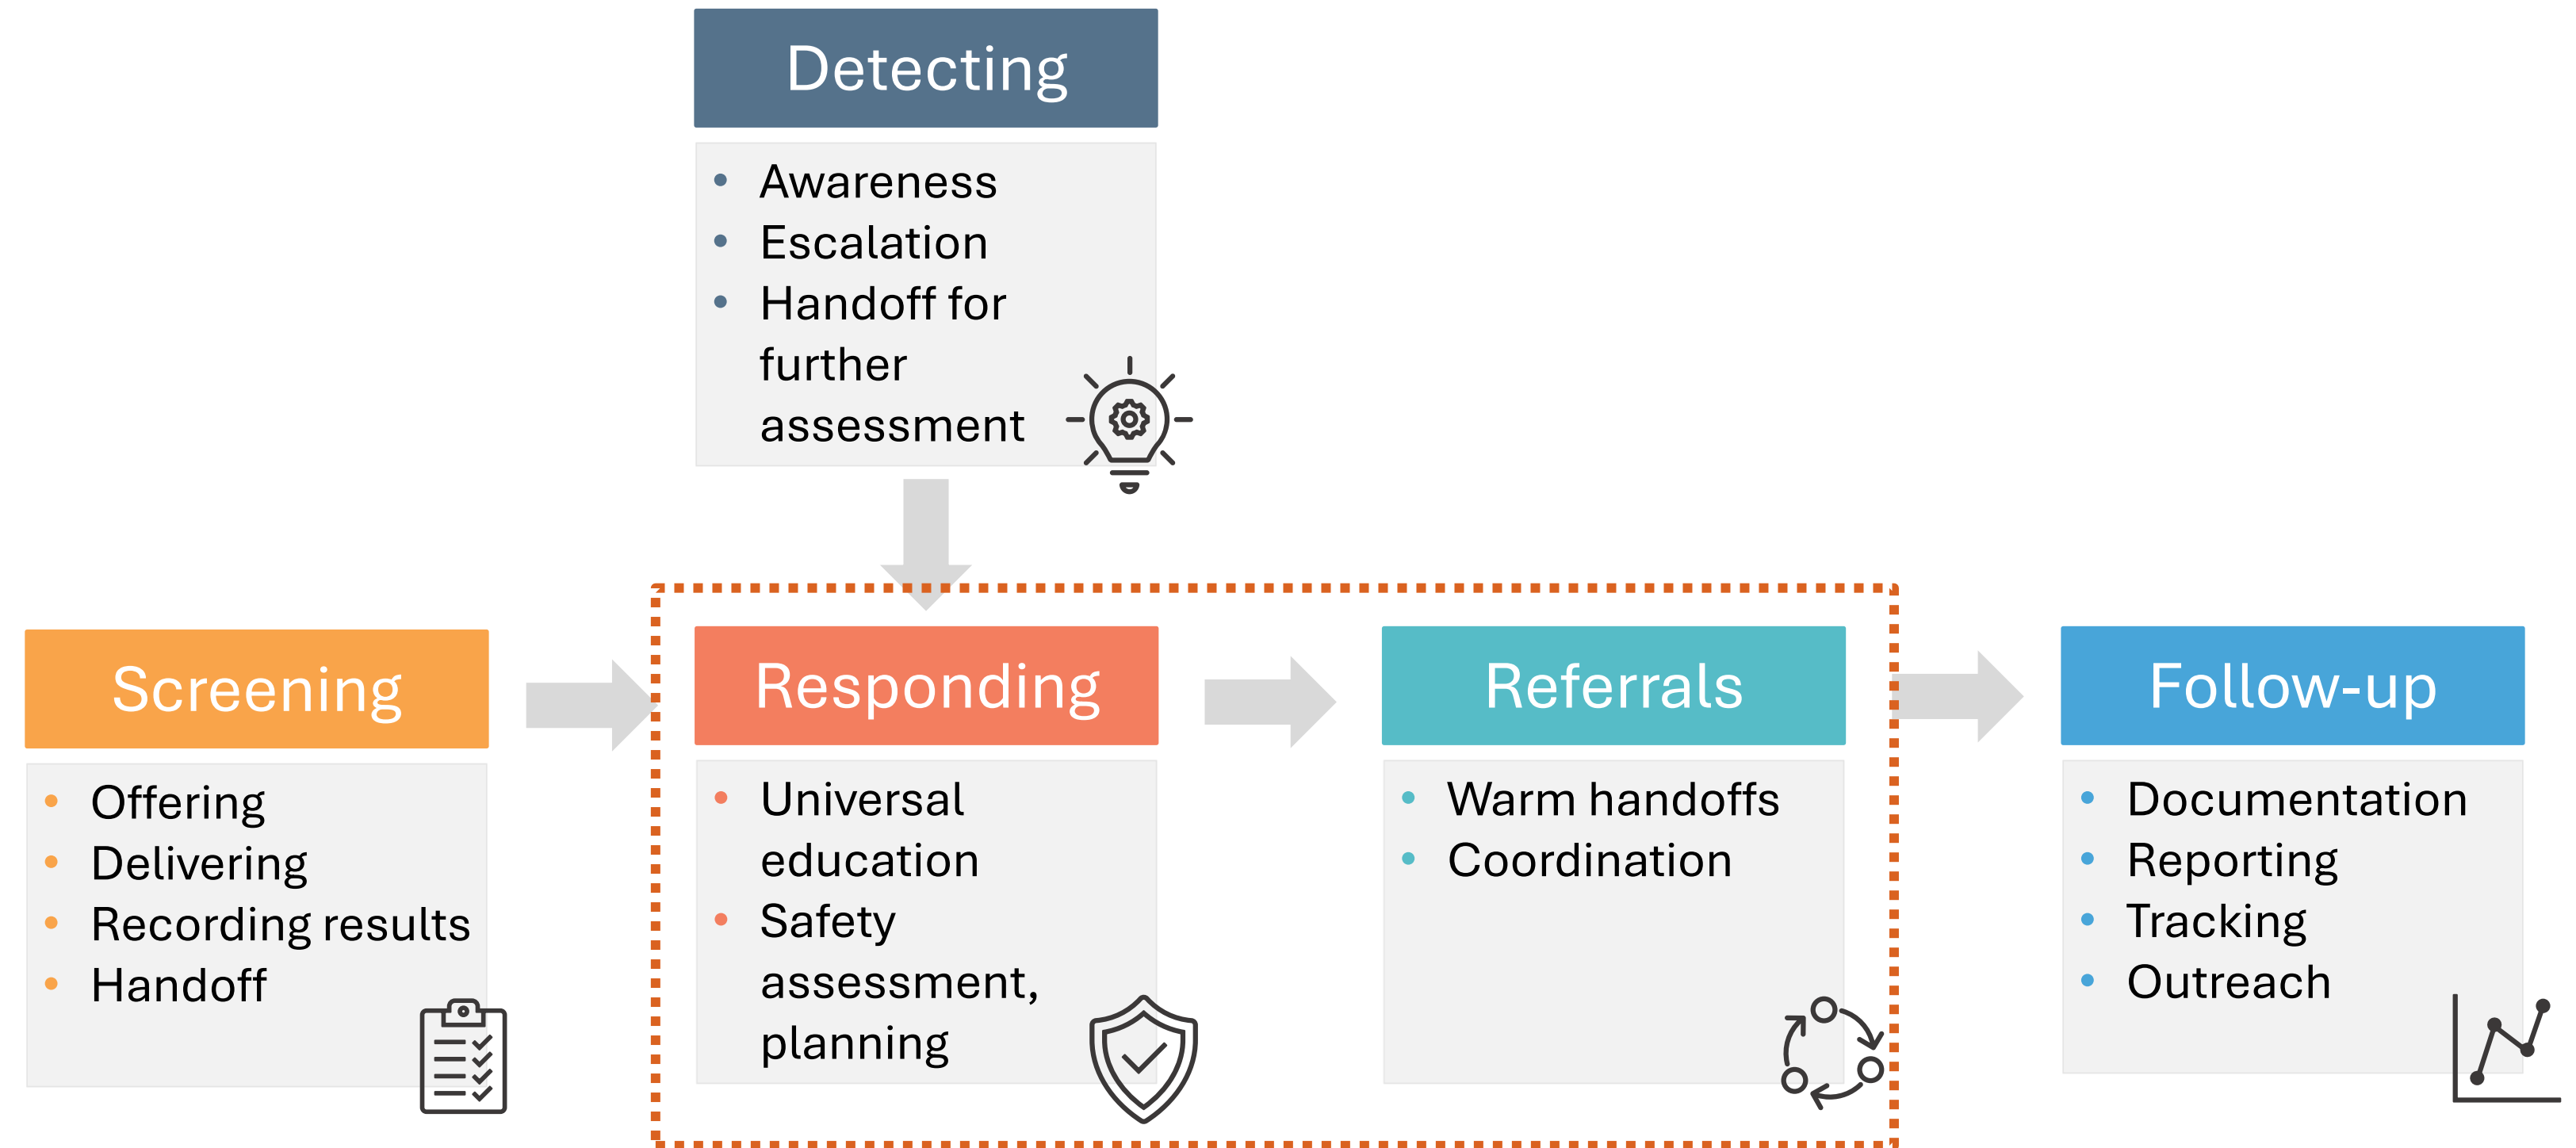 Detecting
• Awareness
• Escalation
• Handoff for
further
assessment
Screening
• Offering
• Delivering
• Recording results
• Handoff
Responding
• Universal
education
• Safety
assessment,
planning
Referrals
• Warm handoffs
• Coordination
Follow-up
• Documentation
• Reporting
• Tracking
• Outreach